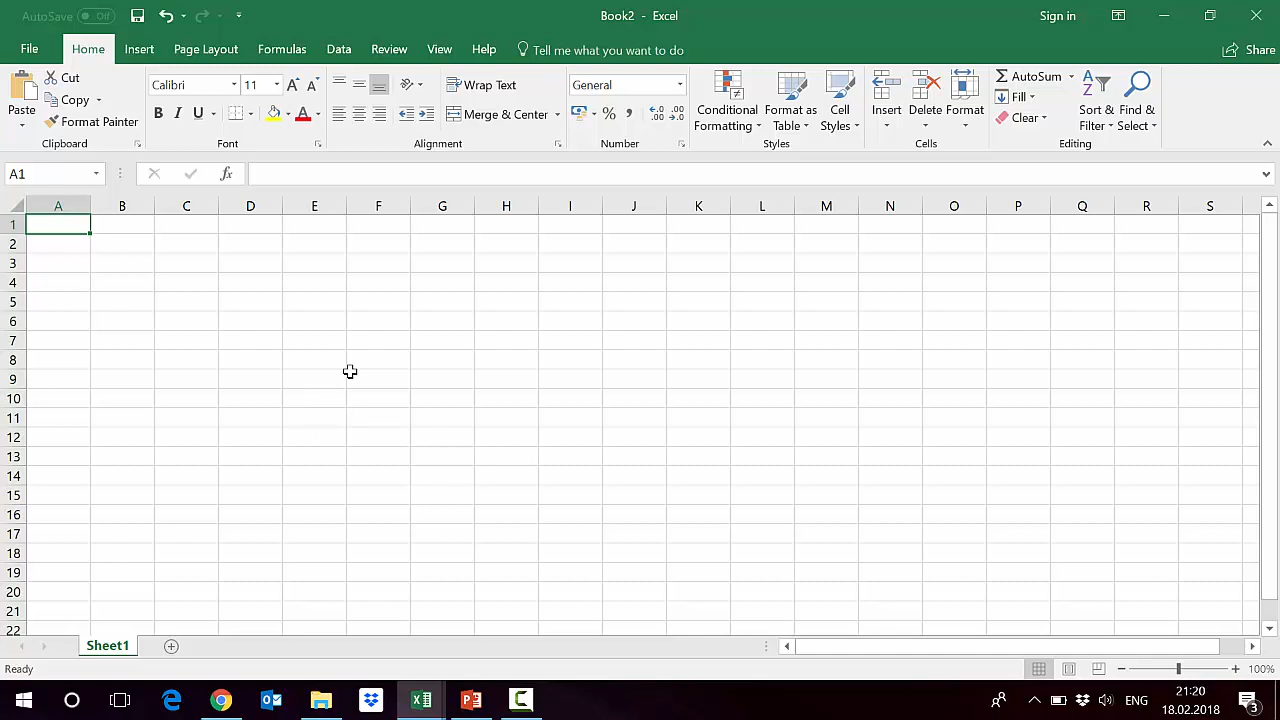 AutoSave Off Book2 - Excel Sign in
File Home Insert Page Layout Formulas Data Review View Help Tell me what you want to do Share
Paste Cut Copy Format Painter Clipboard
Calibri 11 A A B I U A Font
Wrap Text Merge & Center Alignment
General % , Number
Conditional Formatting Format as Table Cell Styles Styles
Insert Delete Format Cells
AutoSum Fill Clear Sort & Filter Find & Select Editing
A1 fx
A B C D E F G H I J K L M N O P Q R S
1
2
3
4
5
6
7
8
9
10
11
12
13
14
15
16
17
18
19
20
21
22
Sheet1
Ready 100%
ENG 21:20
18.02.2018 3